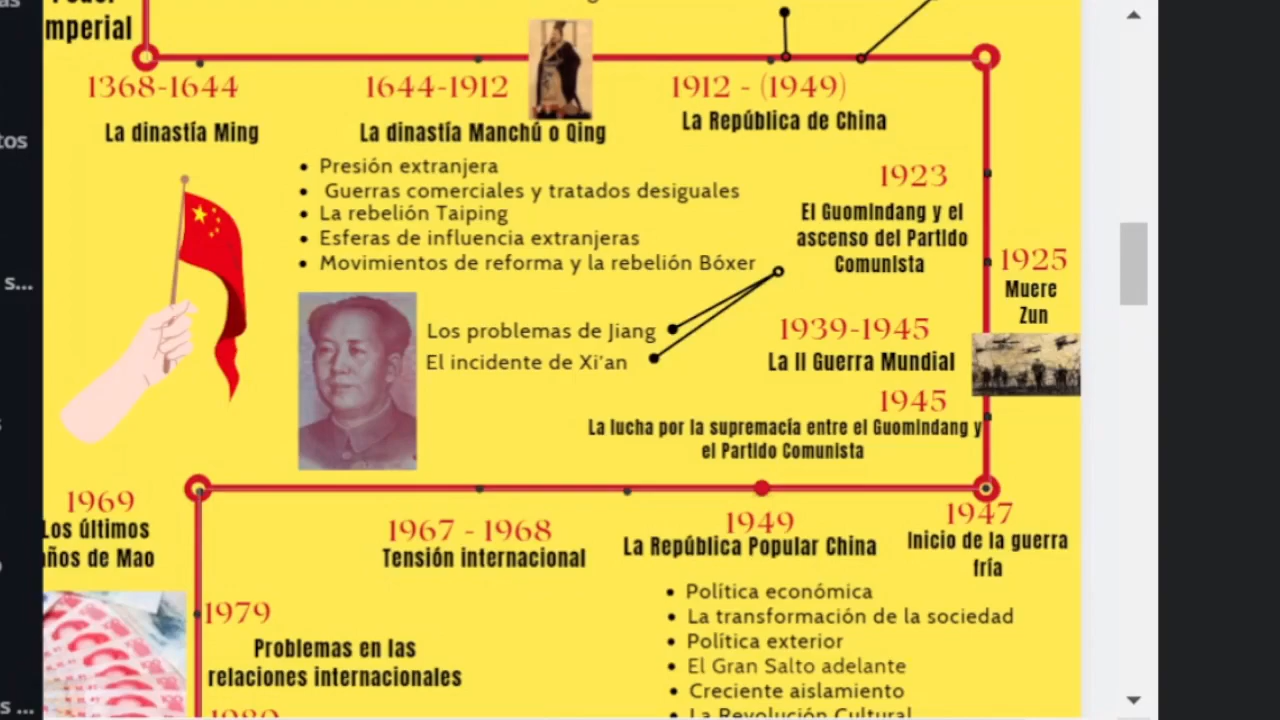 mperial
1368-1644
La dinastía Ming
1644-1912
La dinastía Manchú o Qing
Presión extranjera
Guerras comerciales y tratados desiguales
La rebelión Taiping
Esferas de influencia extranjeras
Movimientos de reforma y la rebelión Bóxer
1912 - (1949)
La República de China
1923
El Guomindang y el
ascenso del Partido
Comunista
1925
Muere
Zun
Los problemas de Jiang
El incidente de Xi'an
1939-1945
La II Guerra Mundial
1945
La lucha por la supremacía entre el Guomindang y
el Partido Comunista
1947
Inicio de la guerra
fría
1949
La República Popular China
Política económica
La transformación de la sociedad
Política exterior
El Gran Salto adelante
Creciente aislamiento
La Revolución Cultural
1967 - 1968
Tensión internacional
1969
Los últimos
años de Mao
1979
Problemas en las
relaciones internacionales
1980
tos
s...
s ...